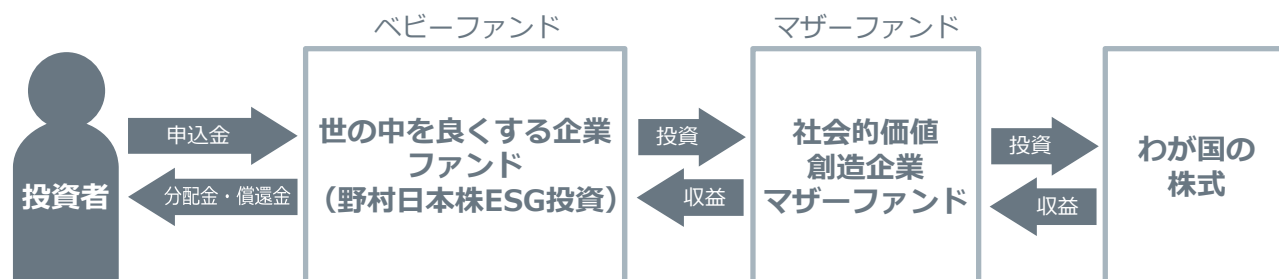 ベビーファンド
マザーファンド
投資者
申込金
分配金・償還金
世の中を良くする企業
ファンド
（野村日本株ESG投資）
投資
収益
社会的価値
創造企業
マザーファンド
投資
収益
わが国の
株式